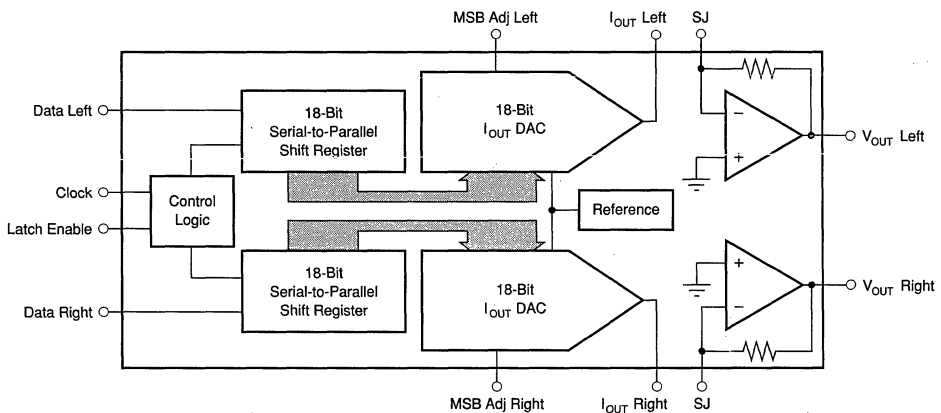 MSB Adj Left
I_OUT Left
SJ
Data Left
18-Bit
Serial-to-Parallel
Shift Register
18-Bit
I_OUT DAC
−
+
V_OUT Left
Clock
Latch Enable
Control
Logic
Reference
18-Bit
Serial-to-Parallel
Shift Register
18-Bit
I_OUT DAC
+
−
V_OUT Right
Data Right
MSB Adj Right
I_OUT Right
SJ